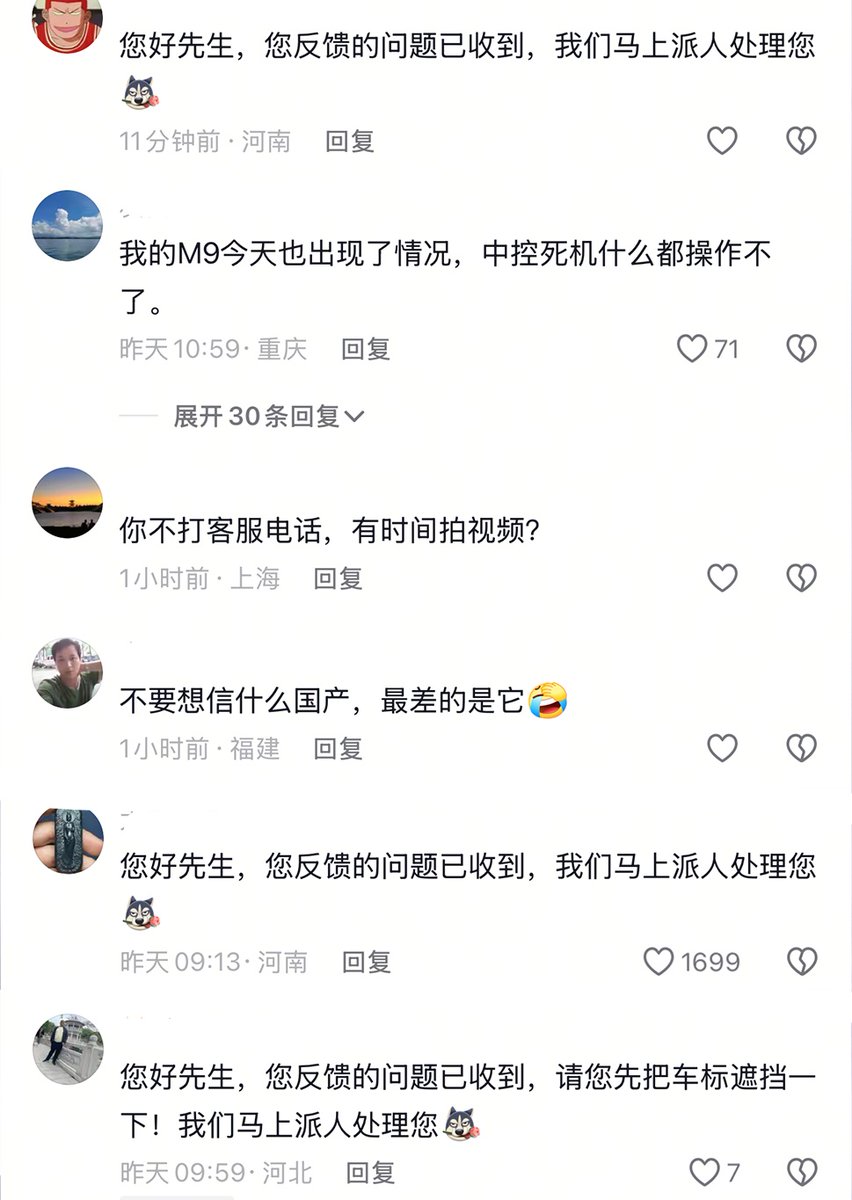 您好先生，您反馈的问题已收到，我们马上派人处理您
11分钟前·河南 回复
我的M9今天也出现了情况，中控死机什么都操作不
了。
昨天10:59·重庆 回复 71
展开30条回复
你不打客服电话，有时间拍视频？
1小时前·上海 回复
不要想信什么国产，最差的是它
1小时前·福建 回复
您好先生，您反馈的问题已收到，我们马上派人处理您
昨天09:13·河南 回复 1699
您好先生，您反馈的问题已收到，请您先把车标遮挡一
下！我们马上派人处理您
昨天09:59·河北 回复 7